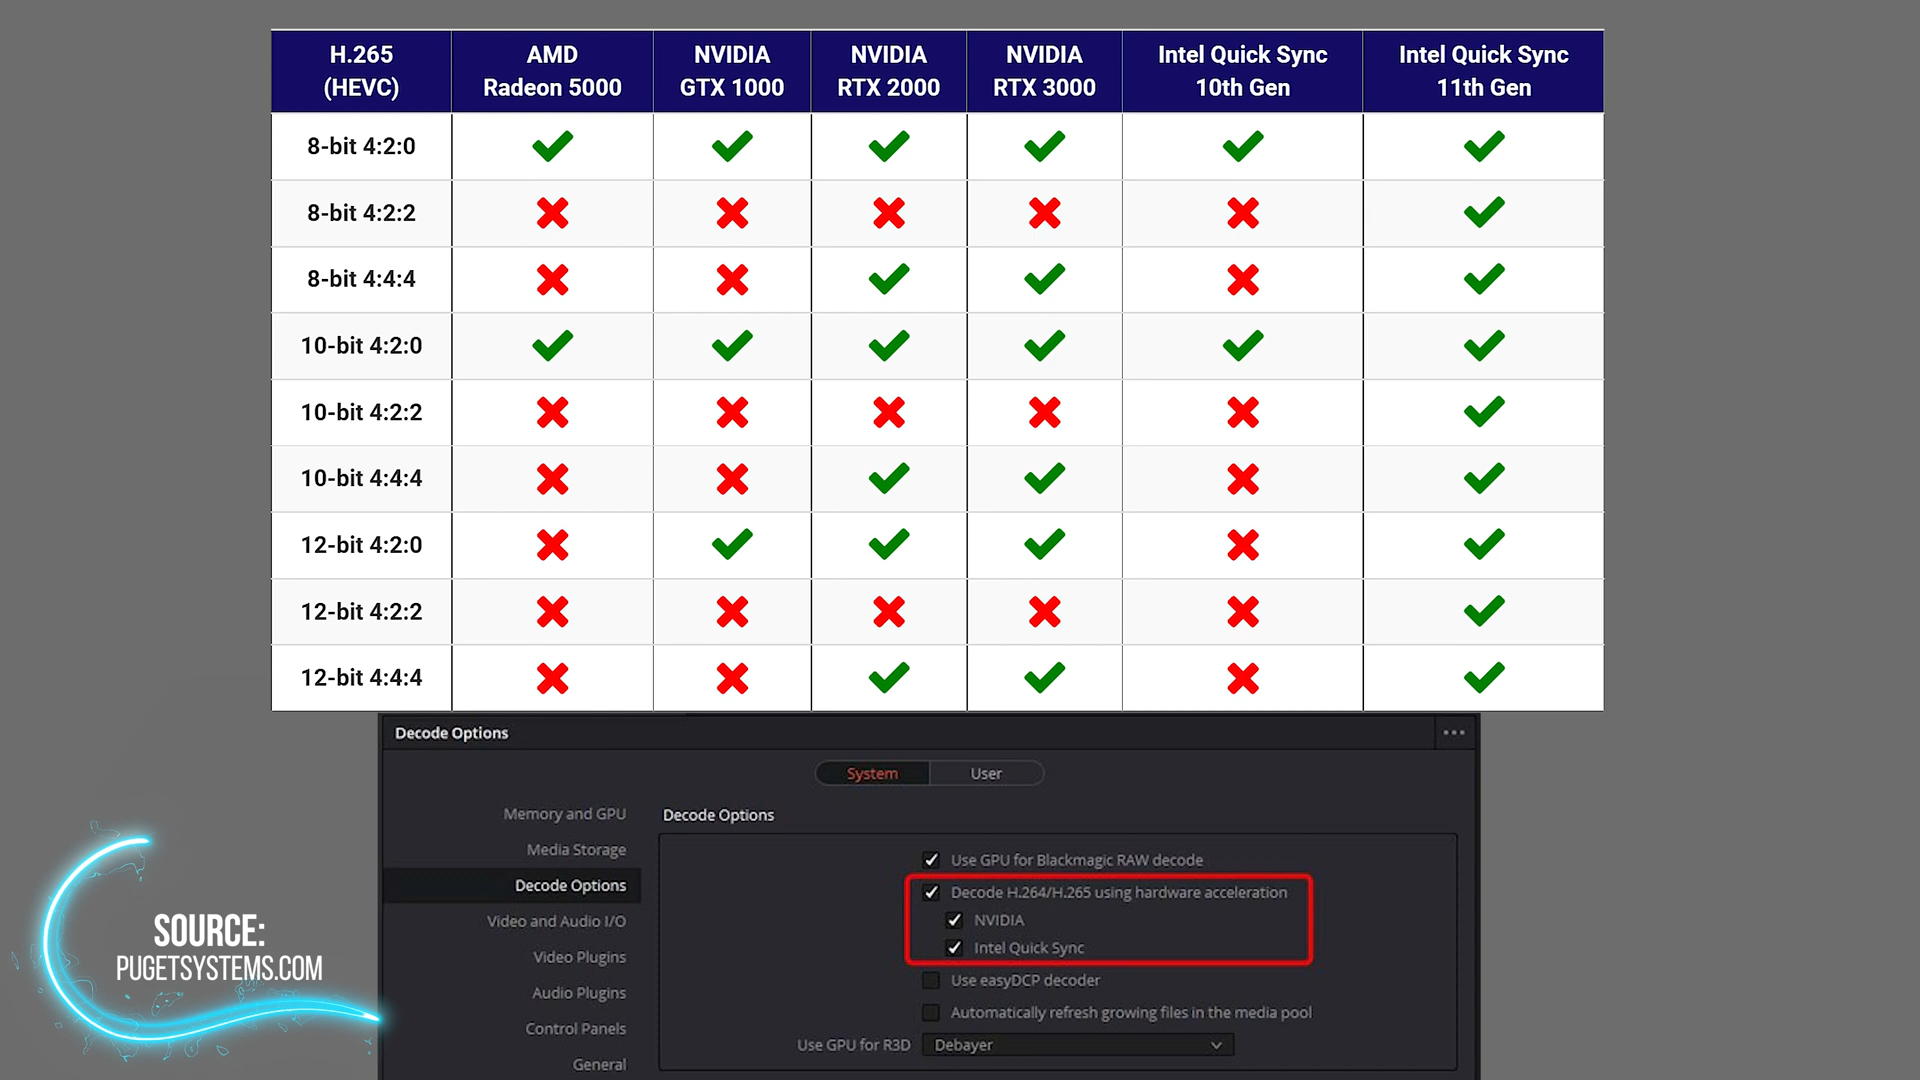 H.265
(HEVC)
AMD
Radeon 5000
NVIDIA
GTX 1000
NVIDIA
RTX 2000
NVIDIA
RTX 3000
Intel Quick Sync
10th Gen
Intel Quick Sync
11th Gen
8-bit 4:2:0
8-bit 4:2:2
8-bit 4:4:4
10-bit 4:2:0
10-bit 4:2:2
10-bit 4:4:4
12-bit 4:2:0
12-bit 4:2:2
12-bit 4:4:4
Decode Options
System
User
Memory and GPU
Media Storage
Decode Options
Video and Audio I/O
Video Plugins
Audio Plugins
Control Panels
General
Decode Options
Use GPU for Blackmagic RAW decode
Decode H.264/H.265 using hardware acceleration
NVIDIA
Intel Quick Sync
Use easyDCP decoder
Automatically refresh growing files in the media pool
Use GPU for R3D Debayer
SOURCE:
PUGETSYSTEMS.COM